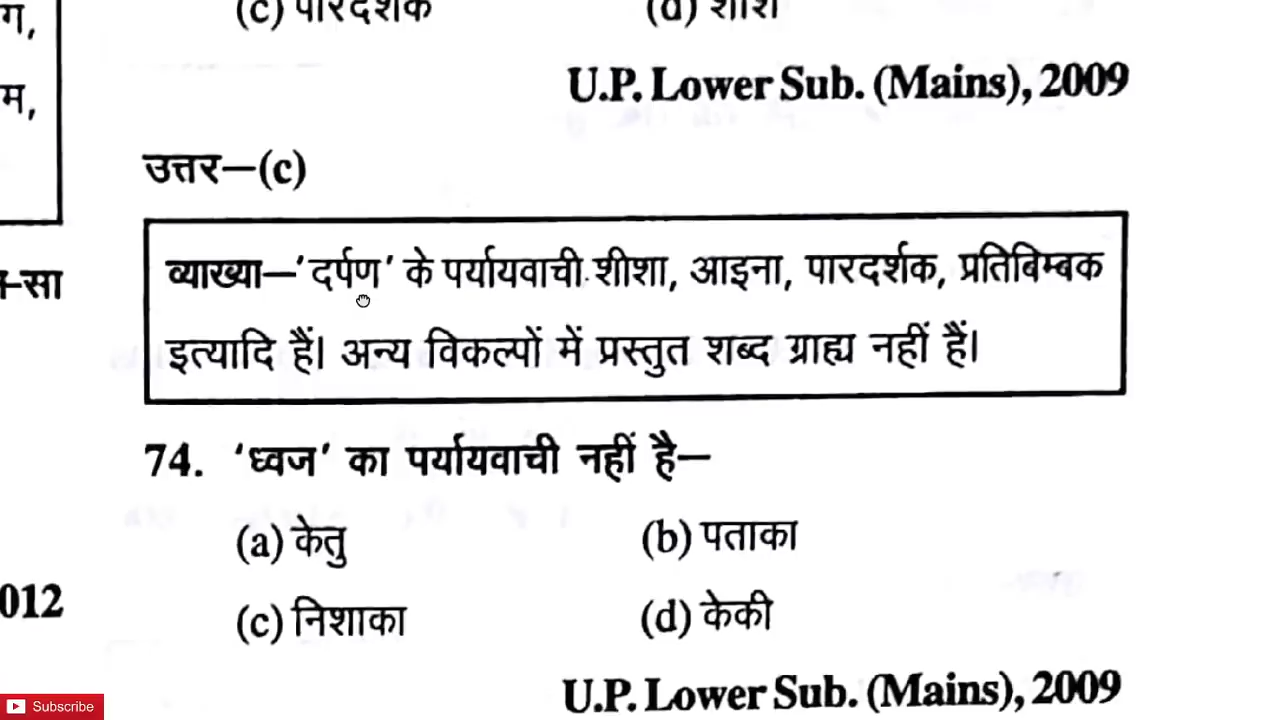 ग,
म,
-सा
012
(c) पारदर्शक (d) शीश
U.P. Lower Sub. (Mains), 2009
उत्तर—(c)
व्याख्या—'दर्पण' के पर्यायवाची शीशा, आइना, पारदर्शक, प्रतिबिम्बक
इत्यादि हैं। अन्य विकल्पों में प्रस्तुत शब्द ग्राह्य नहीं हैं।
74. 'ध्वज' का पर्यायवाची नहीं है—
(a) केतु (b) पताका
(c) निशाका (d) केकी
U.P. Lower Sub. (Mains), 2009
Subscribe